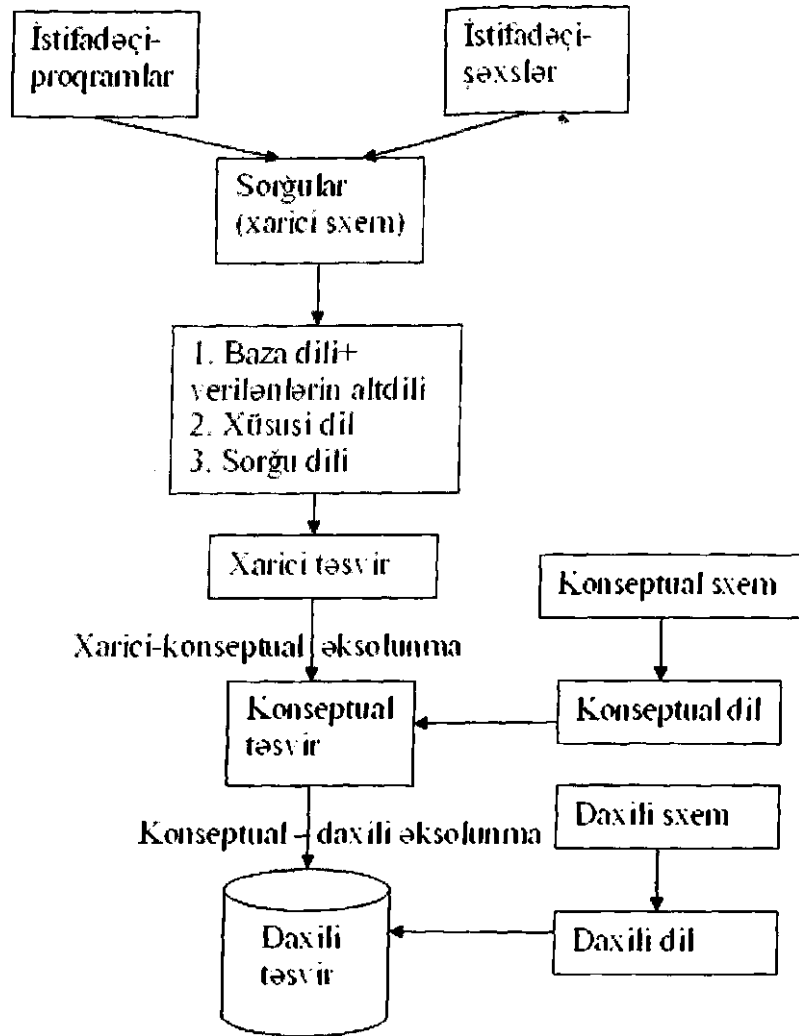 İstifadəçi-
proqramlar
İstifadəçi-
şəxslər
Sorğular
(xarici sxem)
1. Baza dili+
verilənlərin altdili
2. Xüsusi dil
3. Sorğu dili
Xarici təsvir
Konseptual sxem
Xarici-konseptual əksolunma
Konseptual
təsvir
Konseptual dil
Daxili sxem
Konseptual - daxili əksolunma
Daxili
təsvir
Daxili dil